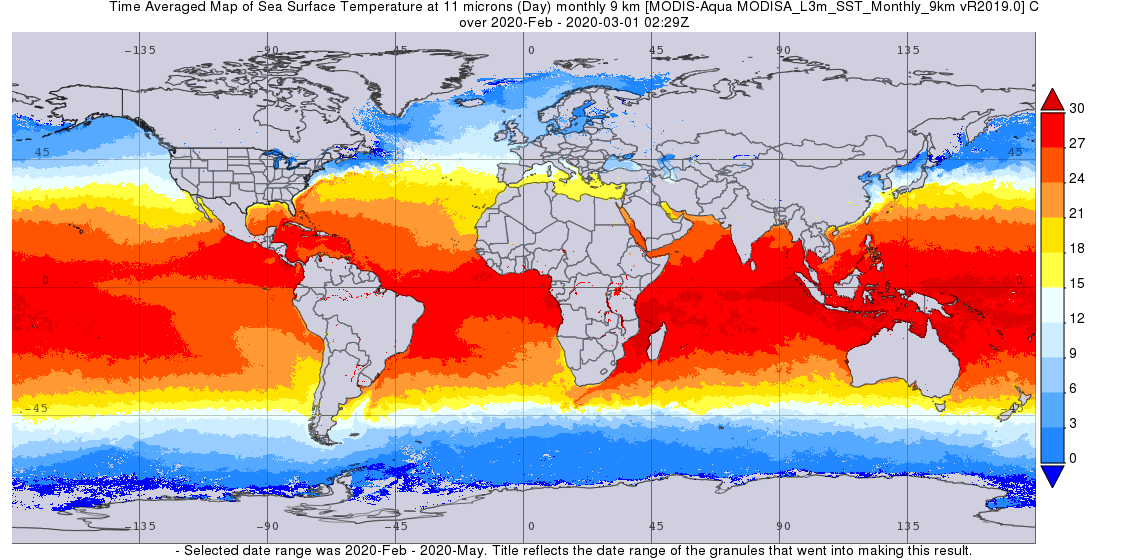 Time Averaged Map of Sea Surface Temperature at 11 microns (Day) monthly 9 km [MODIS-Aqua MODISA_L3m_SST_Monthly_9km vR2019.0] C
over 2020-Feb - 2020-03-01 02:29Z
-135 -90 -45 0 45 90 135
45 45
0 0
-45
-135 -90 -45 0 45 90 135
30
27
24
21
18
15
12
9
6
3
0
- Selected date range was 2020-Feb - 2020-May. Title reflects the date range of the granules that went into making this result.